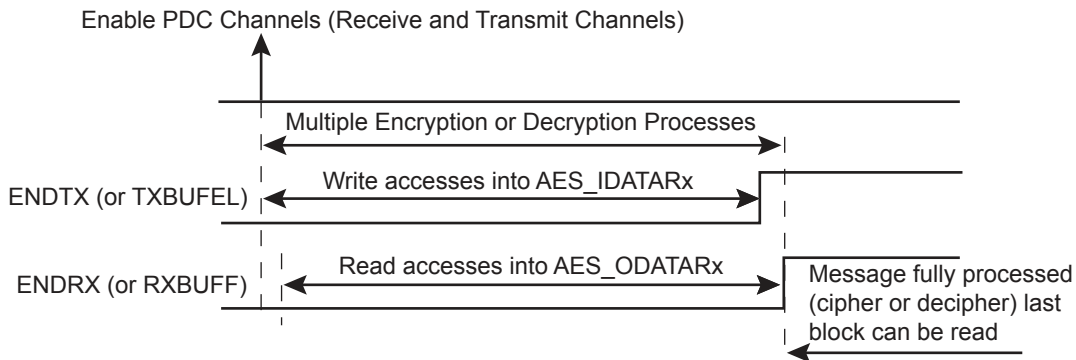 Enable PDC Channels (Receive and Transmit Channels)
Multiple Encryption or Decryption Processes
Write accesses into AES_IDATARx
ENDTX (or TXBUFEL)
Read accesses into AES_ODATARx
ENDRX (or RXBUFF)
Message fully processed
(cipher or decipher) last
block can be read